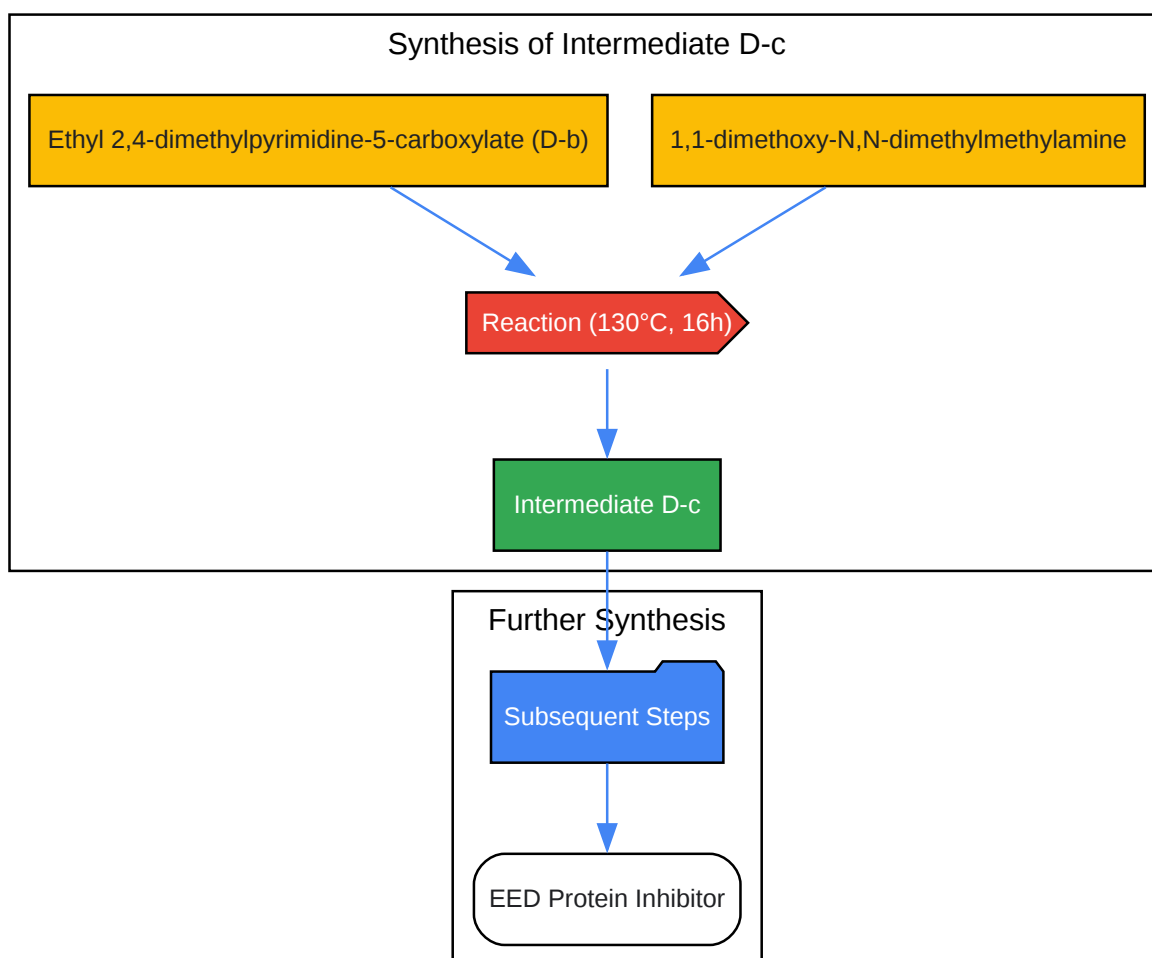 Synthesis of Intermediate D-c
Ethyl 2,4-dimethylpyrimidine-5-carboxylate (D-b)
1,1-dimethoxy-N,N-dimethylmethylamine
Reaction (130°C, 16h)
Intermediate D-c
Further Synthesis
Subsequent Steps
EED Protein Inhibitor